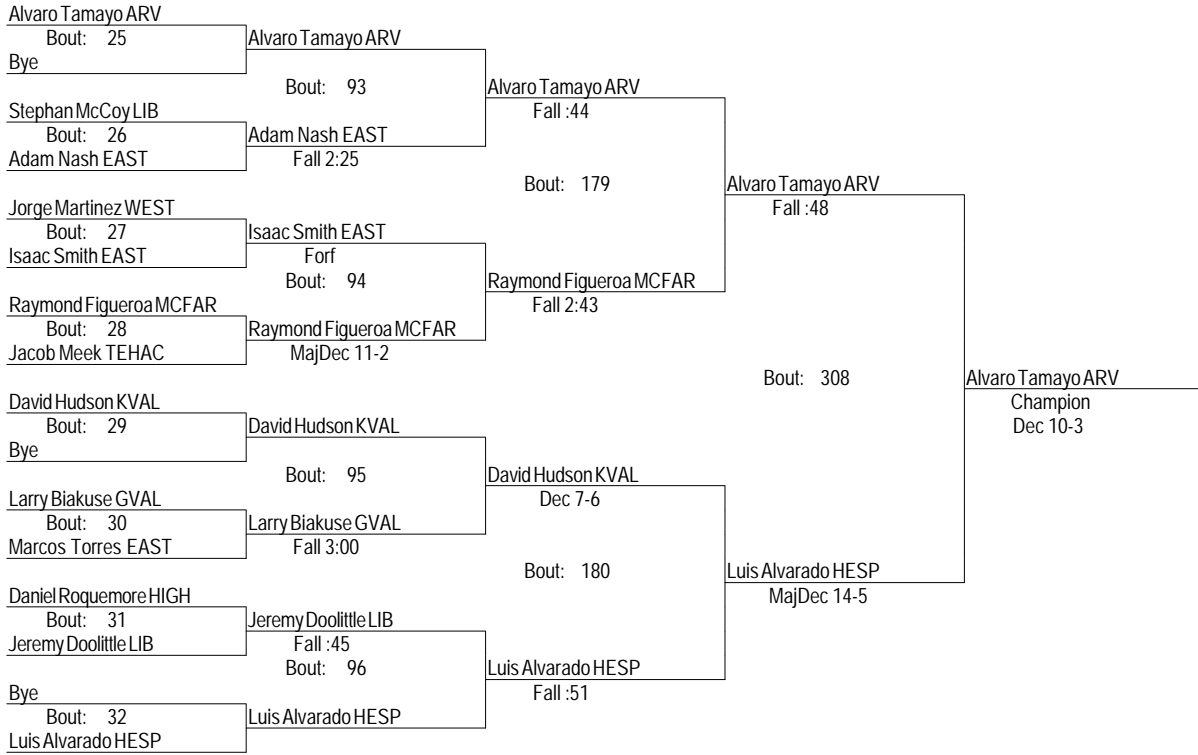 Alvaro Tamayo ARV
Bout: 25
Bye
Alvaro Tamayo ARV
Bout: 93
Stephan McCoy LIB
Bout: 26
Adam Nash EAST
Adam Nash EAST
Fall 2:25
Alvaro Tamayo ARV
Fall :44
Bout: 179
Jorge Martinez WEST
Bout: 27
Isaac Smith EAST
Isaac Smith EAST
Forf
Bout: 94
Raymond Figueroa MCFAR
Bout: 28
Jacob Meek TEHAC
Raymond Figueroa MCFAR
MajDec 11-2
Raymond Figueroa MCFAR
Fall 2:43
Alvaro Tamayo ARV
Fall :48
Bout: 308
David Hudson KVAL
Bout: 29
Bye
David Hudson KVAL
Bout: 95
Larry Biakuse GVAL
Bout: 30
Marcos Torres EAST
Larry Biakuse GVAL
Fall 3:00
David Hudson KVAL
Dec 7-6
Bout: 180
Daniel Roquemore HIGH
Bout: 31
Jeremy Doolittle LIB
Jeremy Doolittle LIB
Fall :45
Bout: 96
Bye
Bout: 32
Luis Alvarado HESP
Luis Alvarado HESP
Luis Alvarado HESP
Fall :51
Luis Alvarado HESP
MajDec 14-5
Alvaro Tamayo ARV
Champion
Dec 10-3